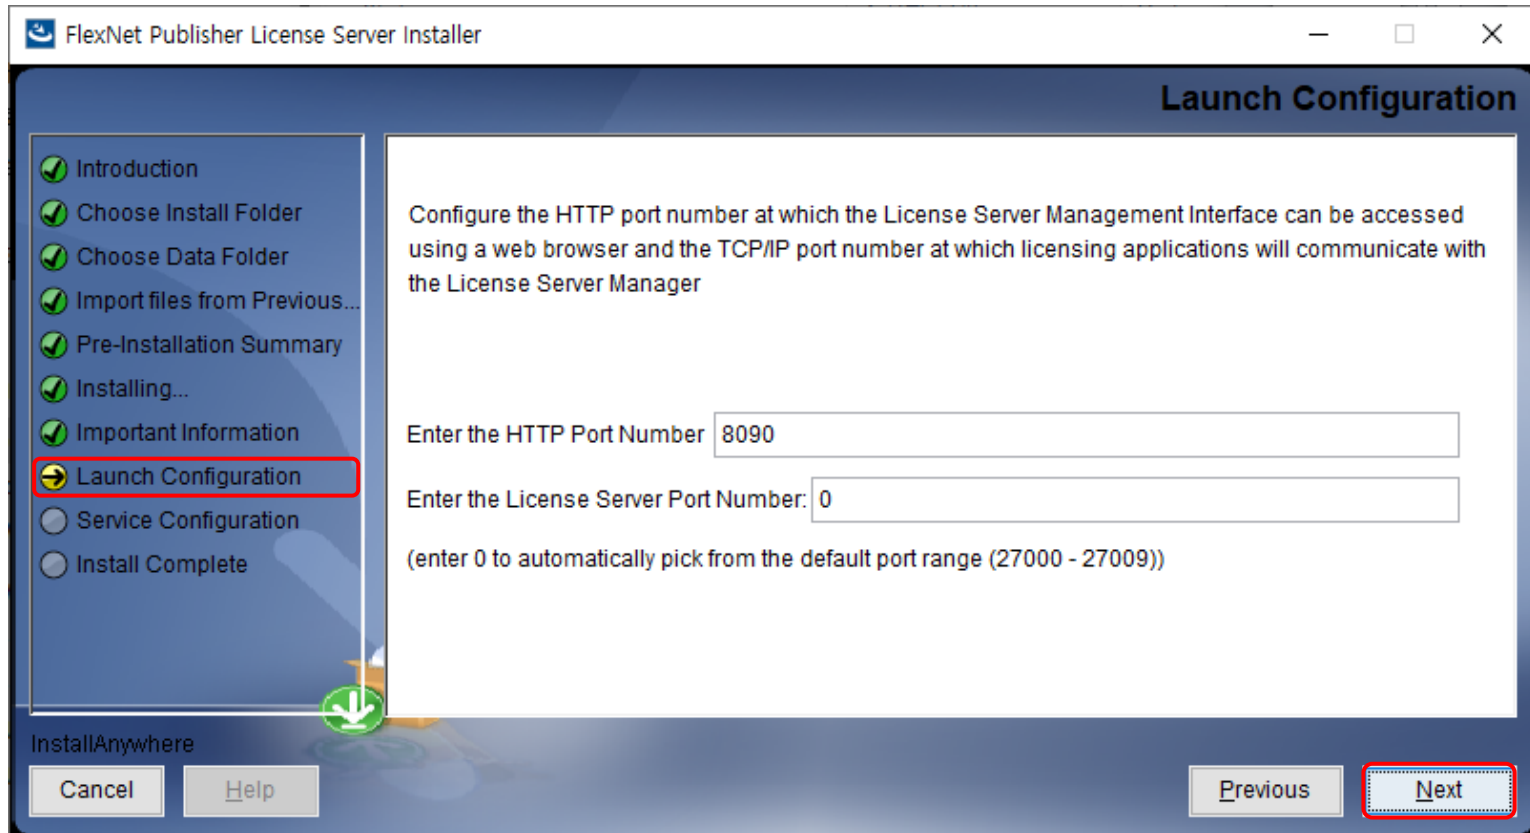 FlexNet Publisher License Server Installer
Launch Configuration
Introduction
Choose Install Folder
Choose Data Folder
Import files from Previous...
Pre-Installation Summary
Installing...
Important Information
Launch Configuration
Service Configuration
Install Complete
Configure the HTTP port number at which the License Server Management Interface can be accessed
using a web browser and the TCP/IP port number at which licensing applications will communicate with
the License Server Manager
Enter the HTTP Port Number 8090
Enter the License Server Port Number: 0
(enter 0 to automatically pick from the default port range (27000 - 27009))
InstallAnywhere
Cancel Help Previous Next